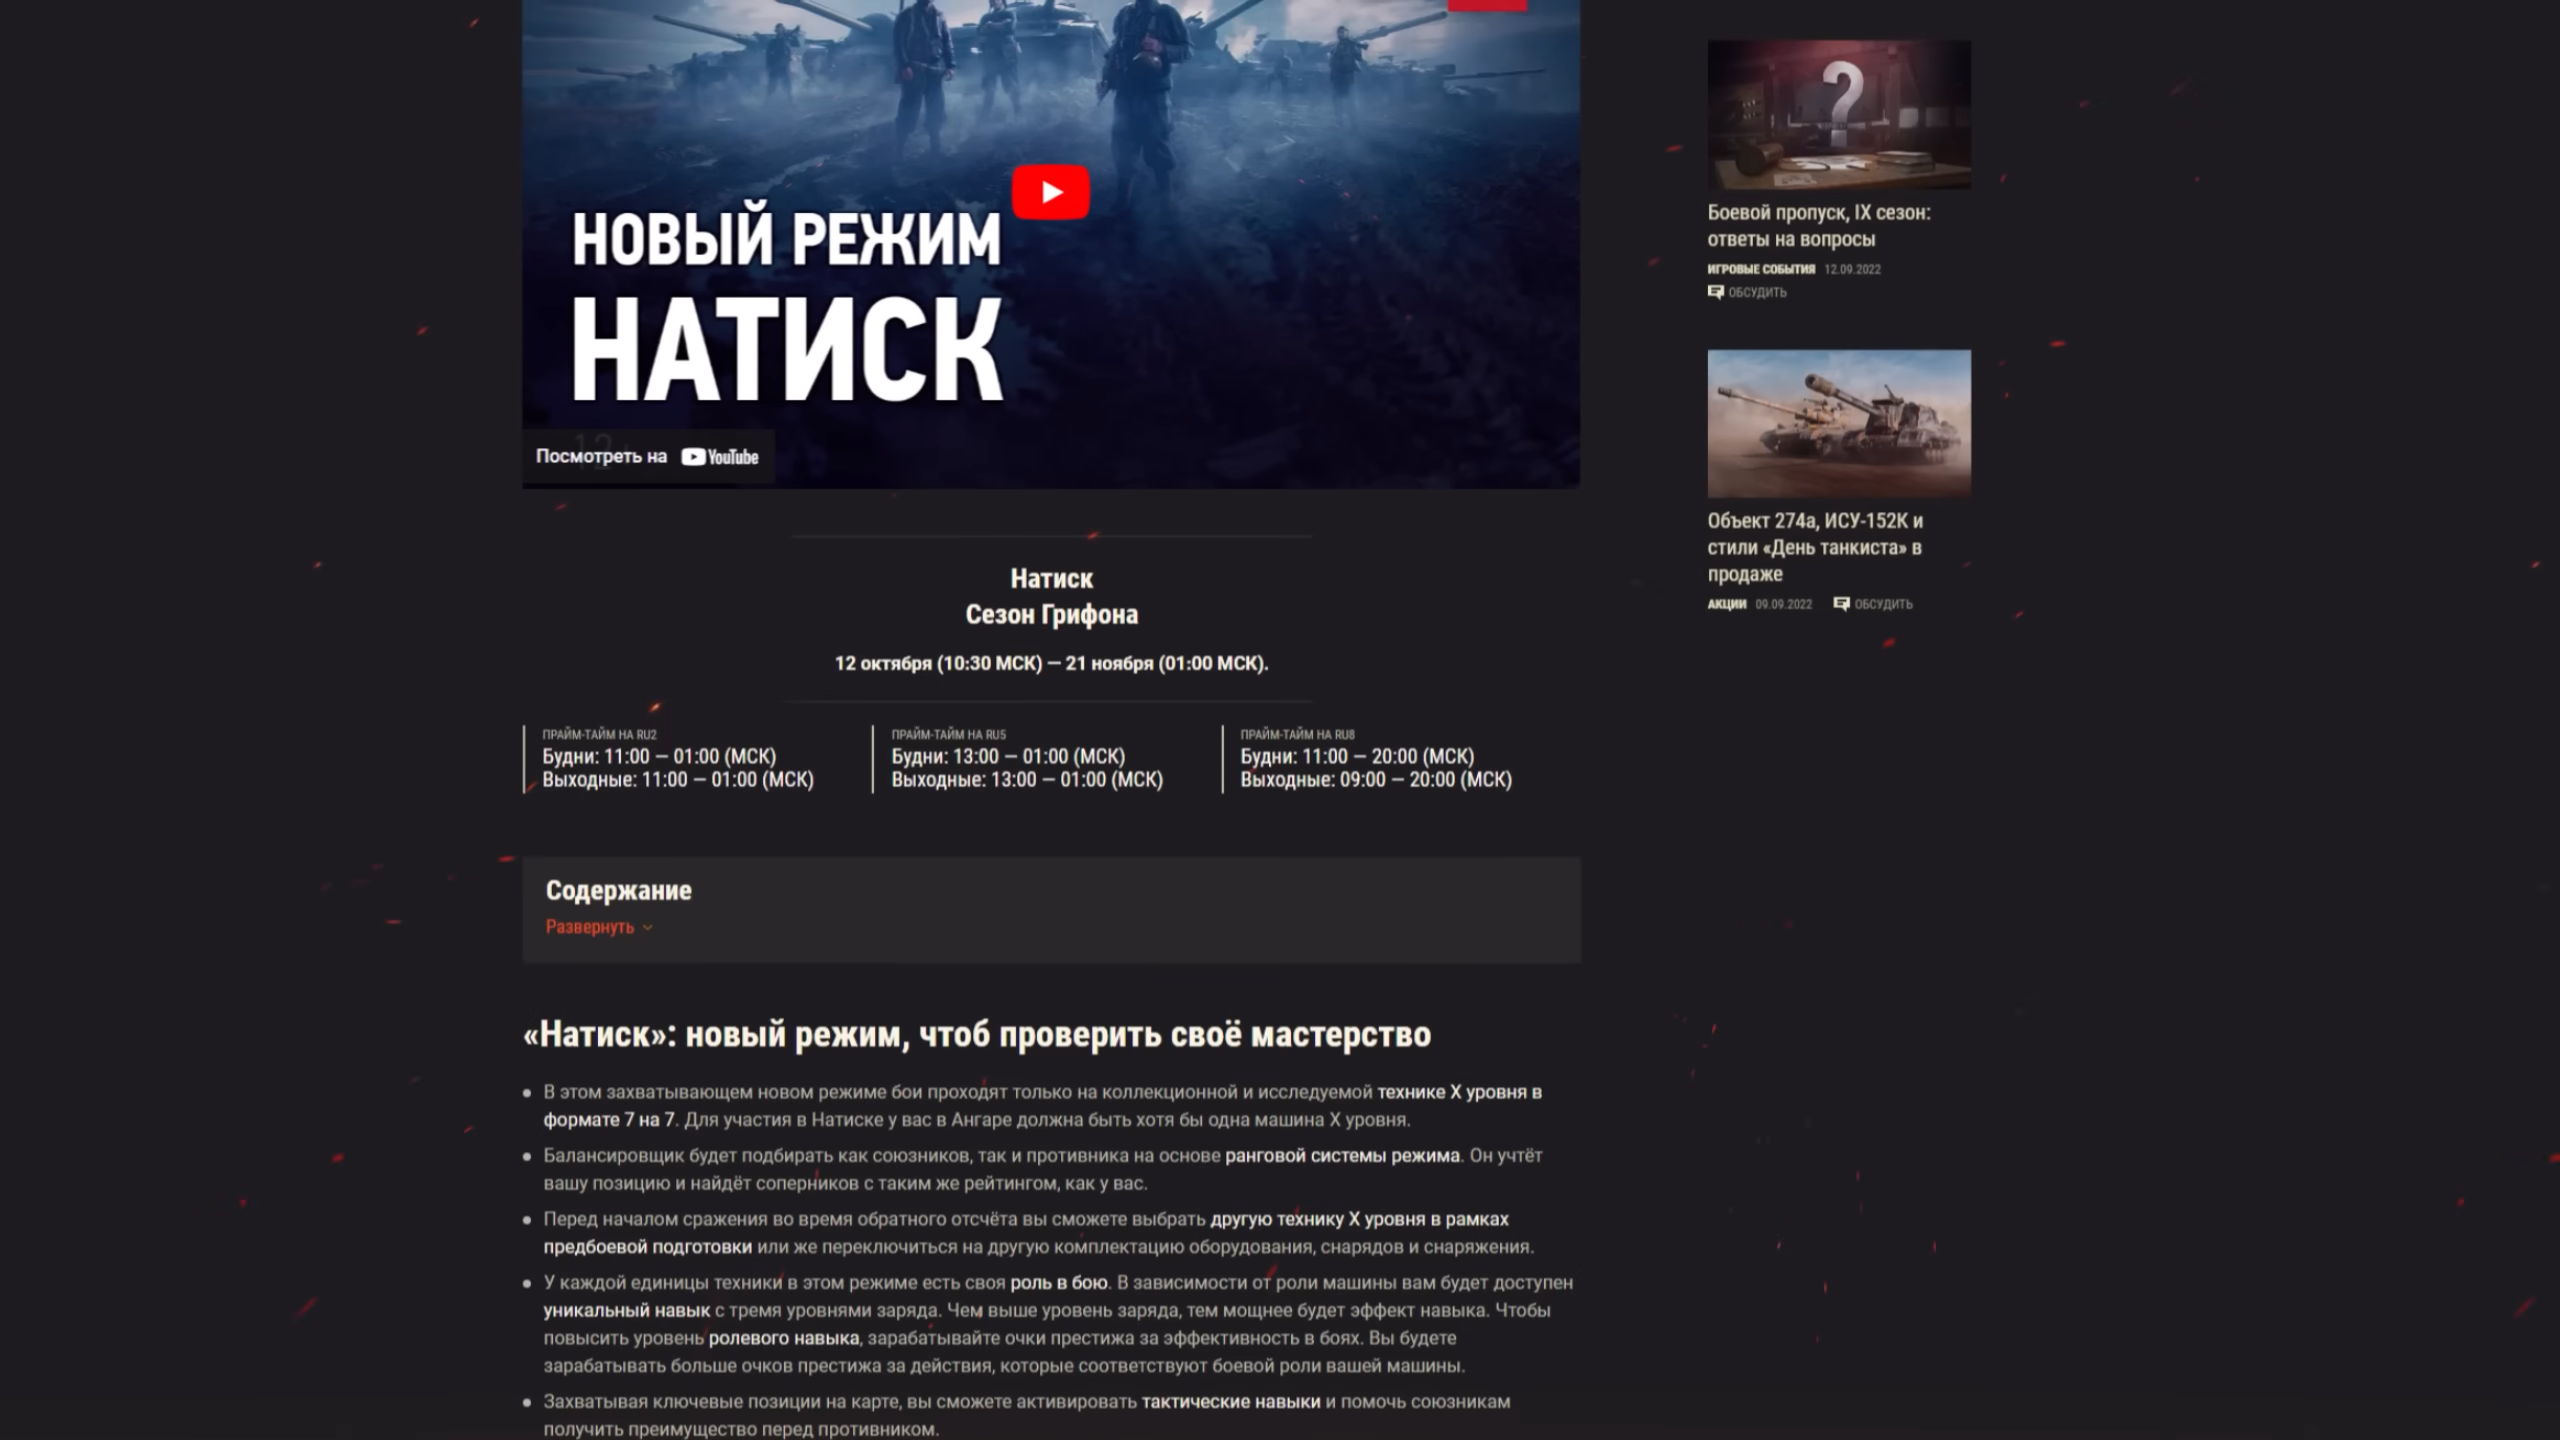 НОВЫЙ РЕЖИМ
НАТИСК
12+
Посмотреть на YouTube
Натиск
Сезон Грифона
12 октября (10:30 МСК) — 21 ноября (01:00 МСК).
ПРАЙМ-ТАЙМ НА RU2
Будни: 11:00 — 01:00 (МСК)
Выходные: 11:00 — 01:00 (МСК)
ПРАЙМ-ТАЙМ НА RU5
Будни: 13:00 — 01:00 (МСК)
Выходные: 13:00 — 01:00 (МСК)
ПРАЙМ-ТАЙМ НА RU8
Будни: 11:00 — 20:00 (МСК)
Выходные: 09:00 — 20:00 (МСК)
Содержание
Развернуть
«Натиск»: новый режим, чтоб проверить своё мастерство
В этом захватывающем новом режиме бои проходят только на коллекционной и исследуемой технике X уровня в
формате 7 на 7. Для участия в Натиске у вас в Ангаре должна быть хотя бы одна машина X уровня.
Балансировщик будет подбирать как союзников, так и противника на основе ранговой системы режима. Он учтёт
вашу позицию и найдёт соперников с таким же рейтингом, как у вас.
Перед началом сражения во время обратного отсчёта вы сможете выбрать другую технику X уровня в рамках
предбоевой подготовки или же переключиться на другую комплектацию оборудования, снарядов и снаряжения.
У каждой единицы техники в этом режиме есть своя роль в бою. В зависимости от роли машины вам будет доступен
уникальный навык с тремя уровнями заряда. Чем выше уровень заряда, тем мощнее будет эффект навыка. Чтобы
повысить уровень ролевого навыка, зарабатывайте очки престижа за эффективность в боях. Вы будете
зарабатывать больше очков престижа за действия, которые соответствуют боевой роли вашей машины.
Захватывая ключевые позиции на карте, вы сможете активировать тактические навыки и помочь союзникам
получить преимущество перед противником.
?
Боевой пропуск, IX сезон:
ответы на вопросы
ИГРОВЫЕ СОБЫТИЯ 12.09.2022
ОБСУДИТЬ
Объект 274а, ИСУ-152К и
стили «День танкиста» в
продаже
АКЦИИ 09.09.2022 ОБСУДИТЬ